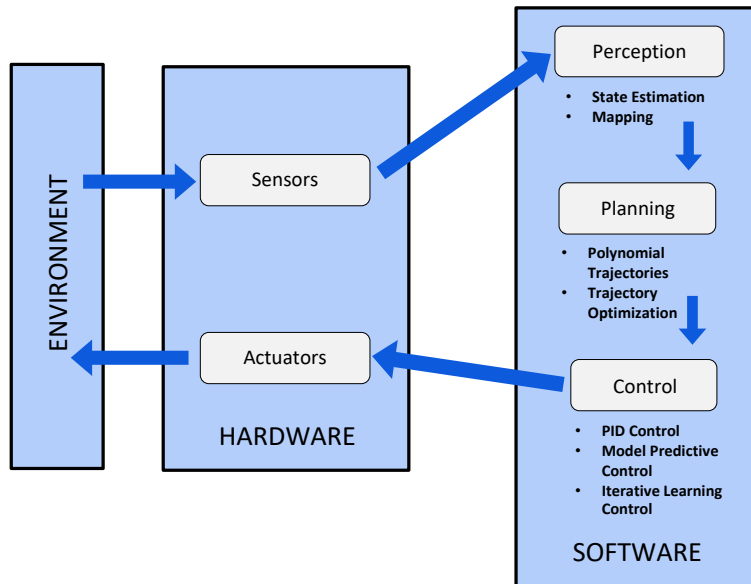 ENVIRONMENT
Sensors
Actuators
HARDWARE
Perception
• State Estimation
• Mapping
Planning
• Polynomial
Trajectories
• Trajectory
Optimization
Control
• PID Control
• Model Predictive
Control
• Iterative Learning
Control
SOFTWARE